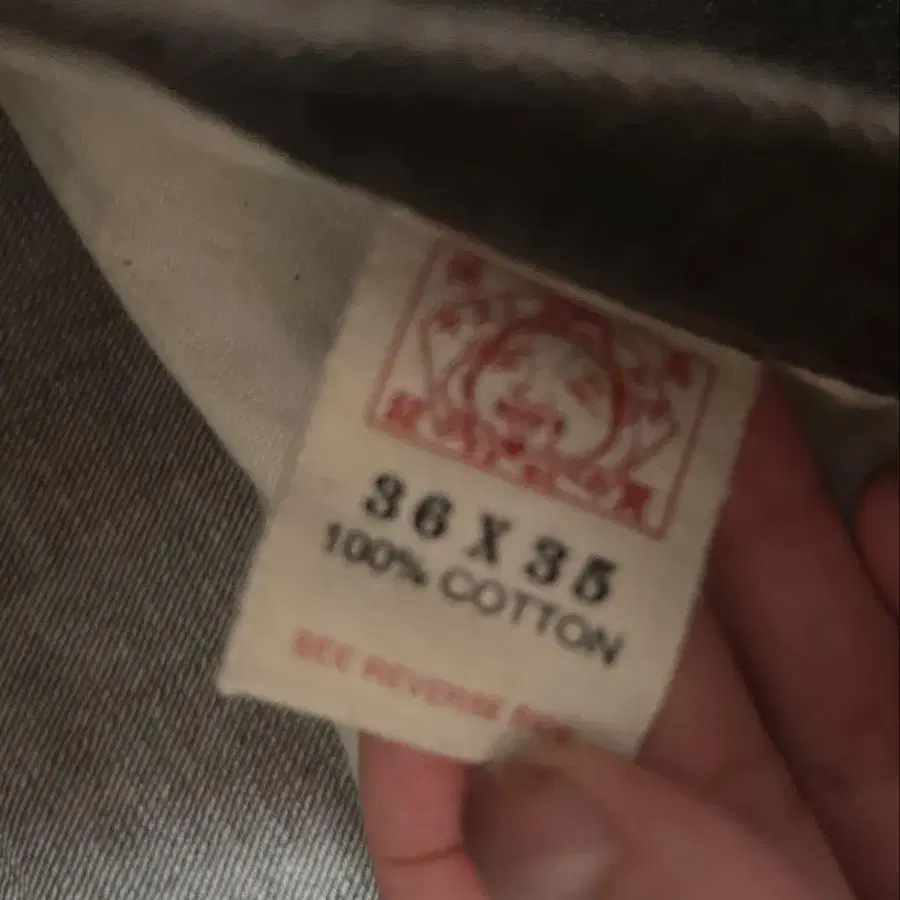 36 X 35
100% COTTON
SEE REVERSE